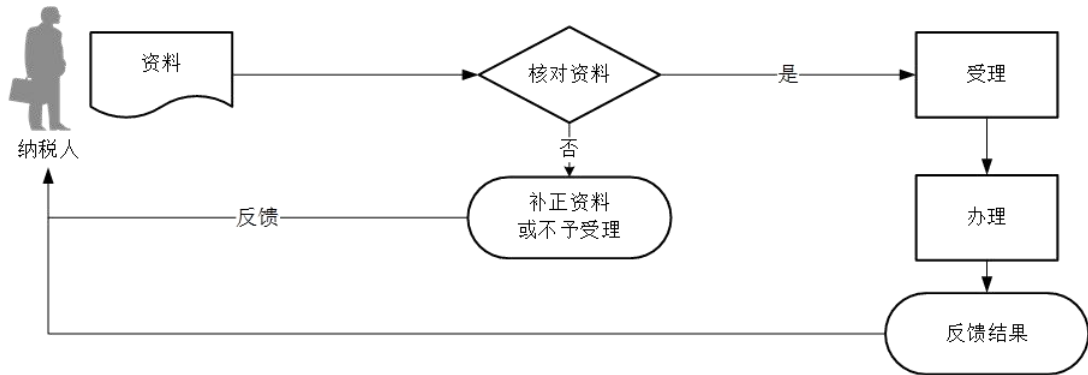 资料
核对资料
是
受理
纳税人
否
补正资料
或不予受理
反馈
办理
反馈结果